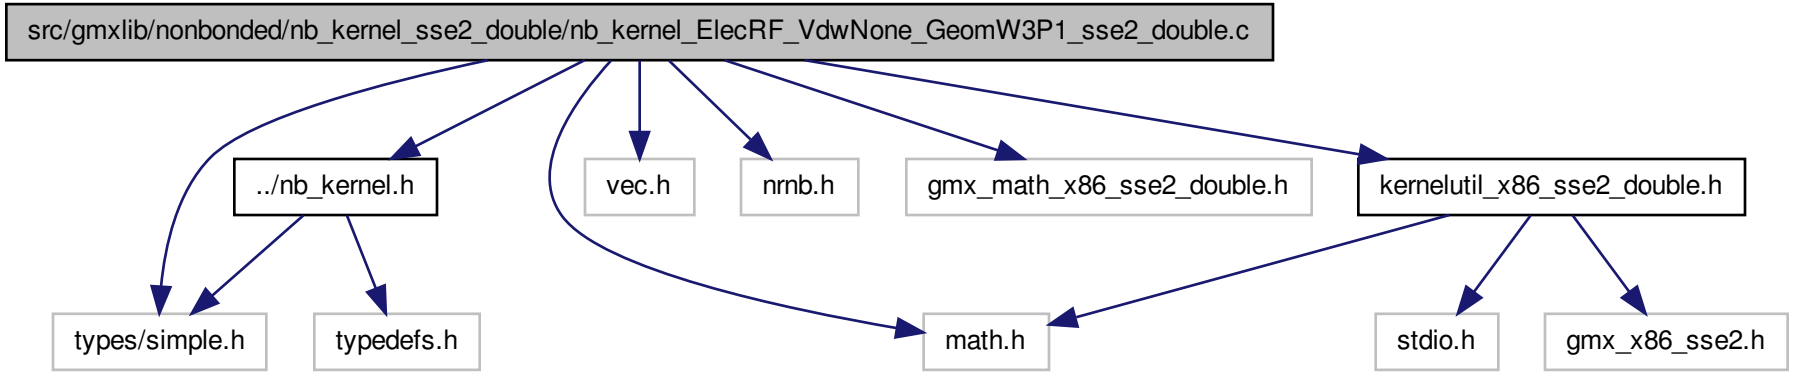 src/gmxlib/nonbonded/nb_kernel_sse2_double/nb_kernel_ElecRF_VdwNone_GeomW3P1_sse2_double.c
../nb_kernel.h
vec.h
nrnb.h
gmx_math_x86_sse2_double.h
kernelutil_x86_sse2_double.h
types/simple.h
typedefs.h
math.h
stdio.h
gmx_x86_sse2.h